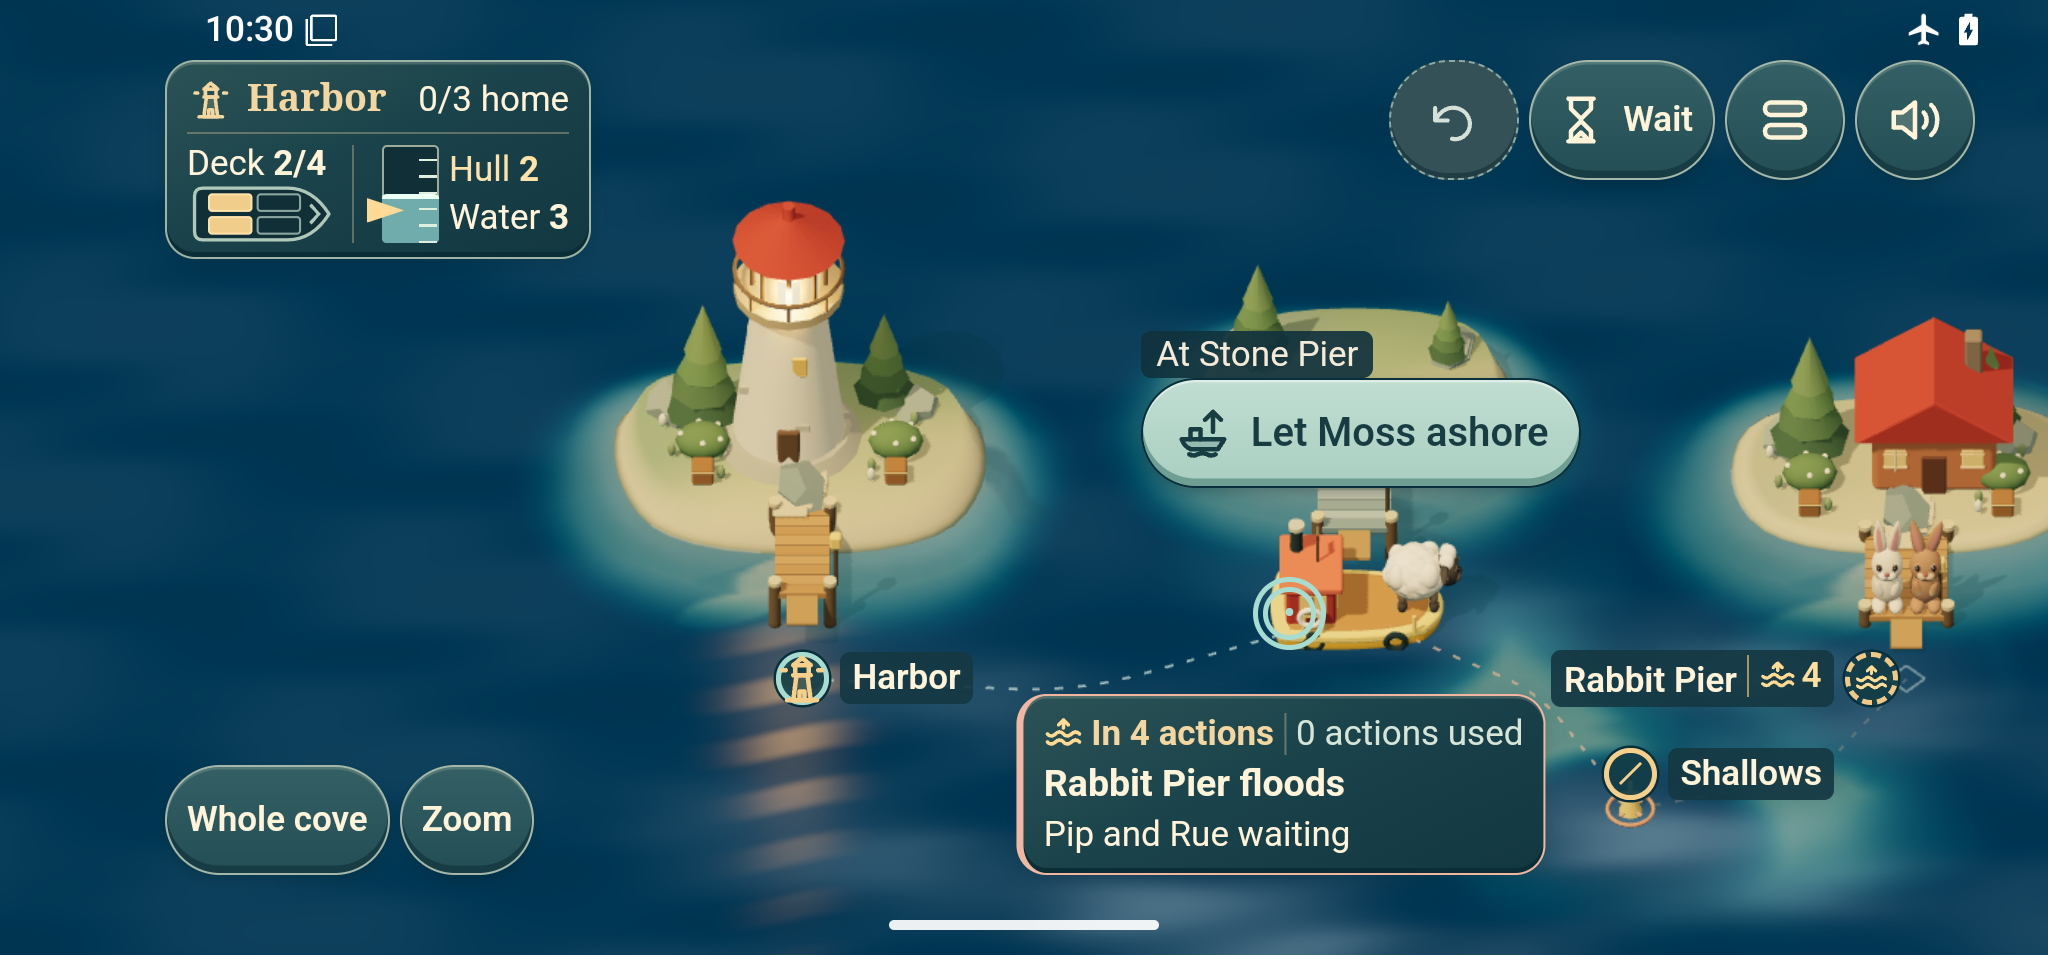 10:30
Harbor 0/3 home
Deck 2/4
Hull 2
Water 3
Wait
At Stone Pier
Let Moss ashore
Harbor
Rabbit Pier 4
In 4 actions 0 actions used
Rabbit Pier floods
Pip and Rue waiting
Shallows
Whole cove
Zoom